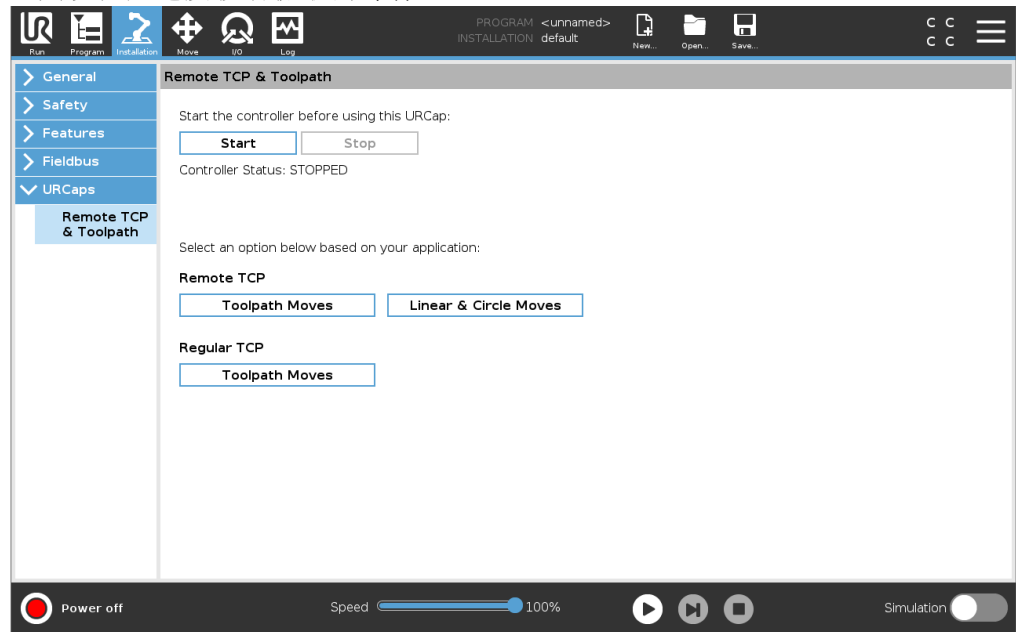 PROGRAM <unnamed>
INSTALLATION default
UR
Run Program Installation Move I/O Log New... Open... Save...
C C
C C
General
Safety
Features
Fieldbus
URCaps
Remote TCP
& Toolpath
Remote TCP & Toolpath
Start the controller before using this URCap:
Start Stop
Controller Status: STOPPED
Select an option below based on your application:
Remote TCP
Toolpath Moves Linear & Circle Moves
Regular TCP
Toolpath Moves
Power off Speed 100% Simulation